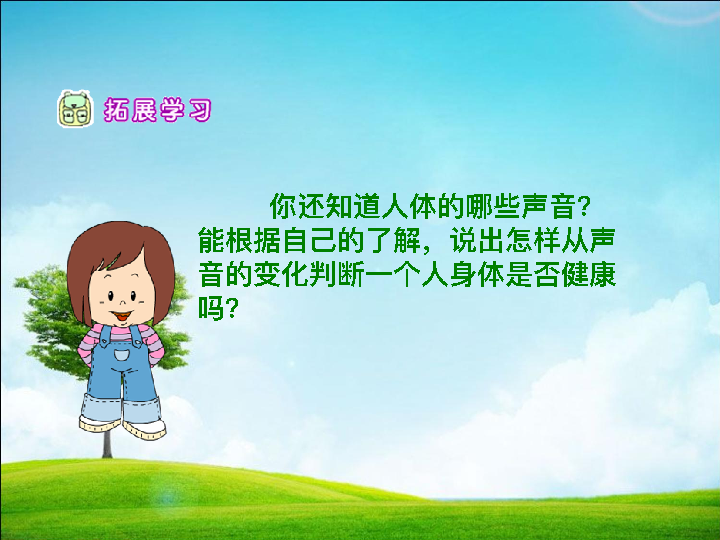 拓展学习
你还知道人体的哪些声音?
能根据自己的了解，说出怎样从声
音的变化判断一个人身体是否健康
吗?